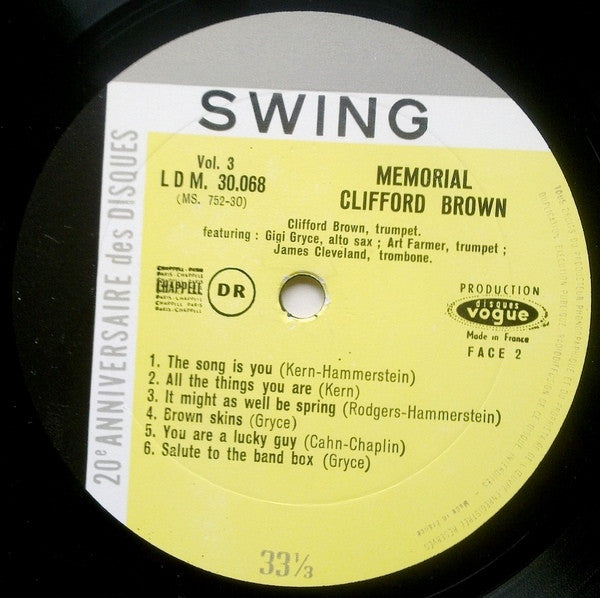 SWING
20e ANNIVERSAIRE des DISQUES
Vol. 3
LDM. 30.068
(MS. 752-30)
MEMORIAL
CLIFFORD BROWN
Clifford Brown, trumpet.
featuring : Gigi Gryce, alto sax ; Art Farmer, trumpet ;
James Cleveland, trombone.
CHAPPELL
DR
PRODUCTION
disques
vogue
Made in France
FACE 2
1. The song is you (Kern-Hammerstein)
2. All the things you are (Kern)
3. It might as well be spring (Rodgers-Hammerstein)
4. Brown skins (Gryce)
5. You are a lucky guy (Cahn-Chaplin)
6. Salute to the band box (Gryce)
33⅓